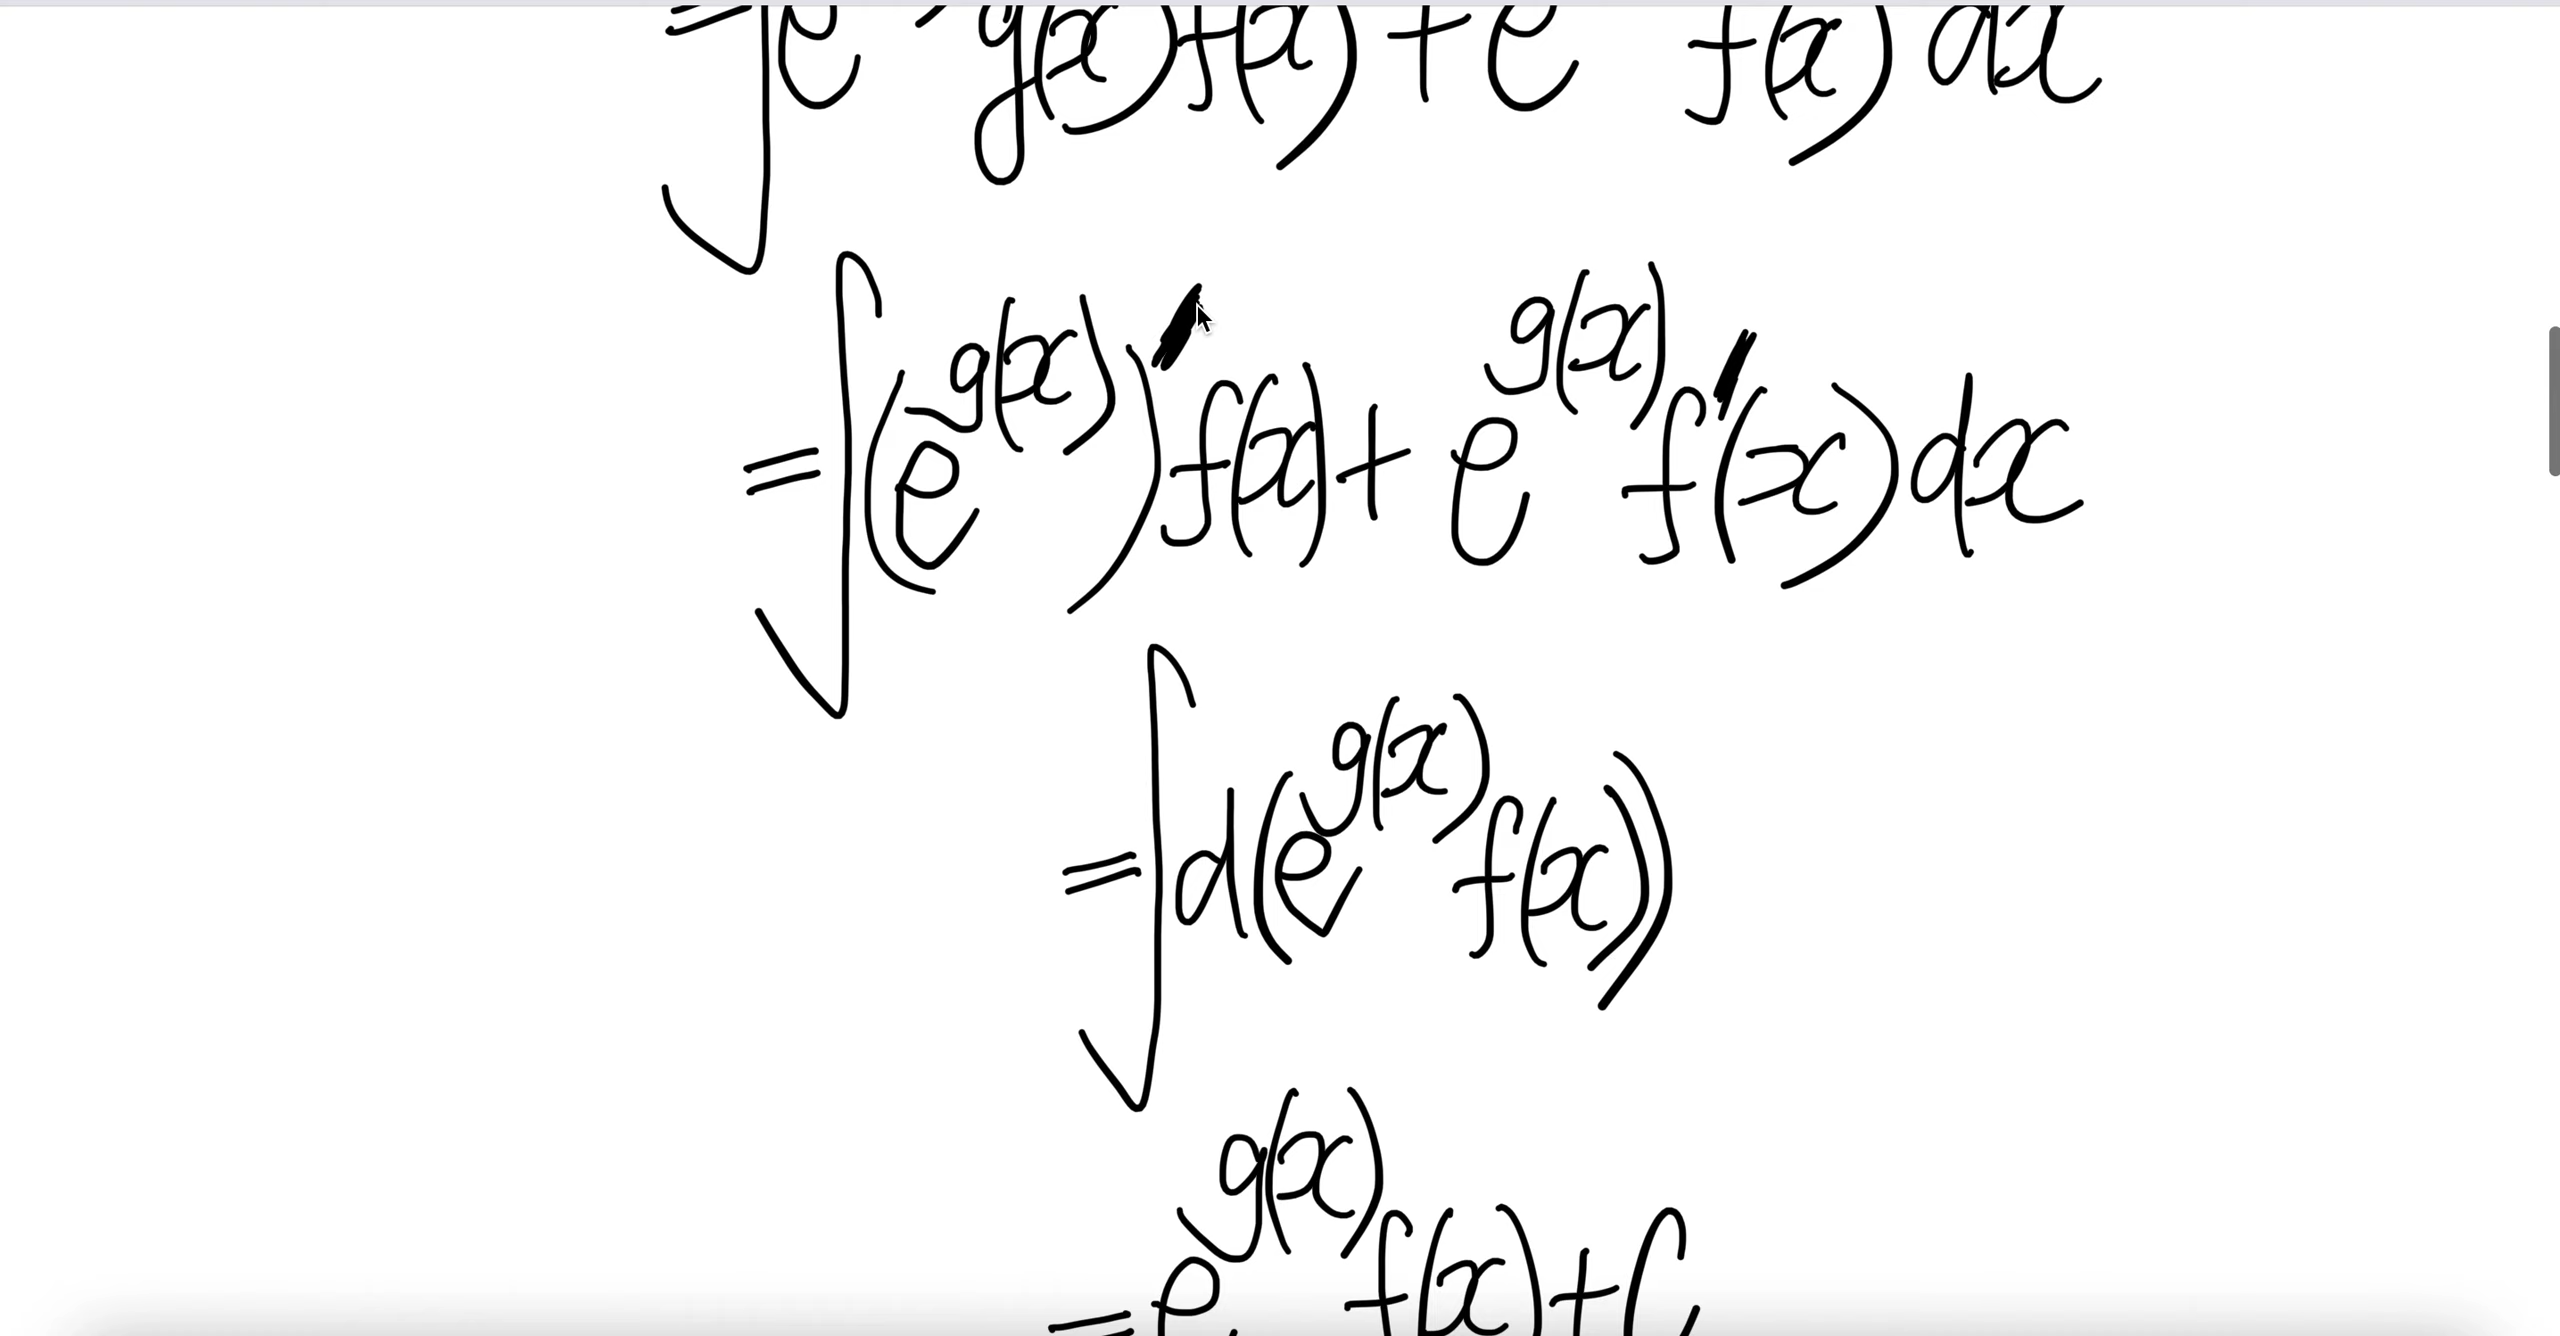 =∫e g(x)f(x)+e f(x)dx
=∫(e^g(x))'f(x)+e^g(x)f'(x)dx
=∫d(e^g(x)f(x))
=e^g(x)f(x)+C